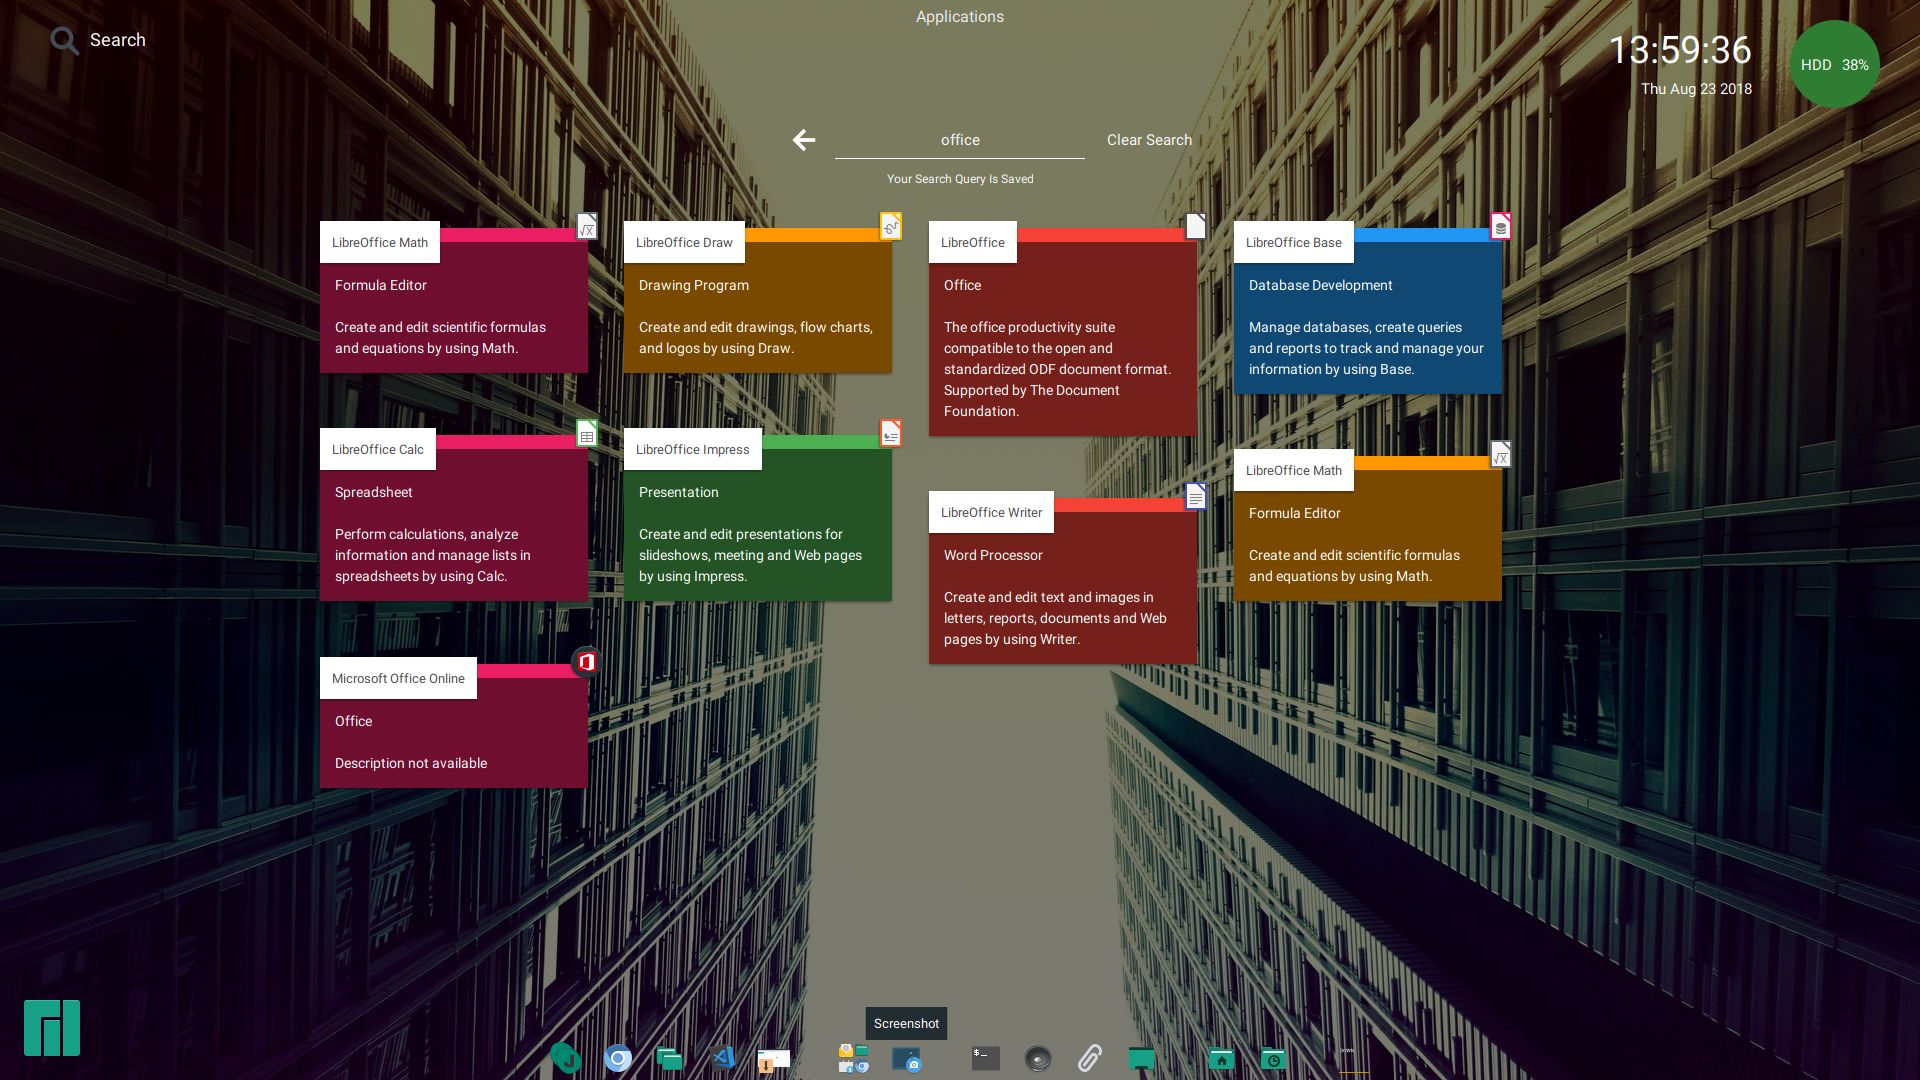 Applications
Search
13:59:36
Thu Aug 23 2018
HDD 38%
office
Clear Search
Your Search Query Is Saved
LibreOffice Math
Formula Editor
Create and edit scientific formulas
and equations by using Math.
LibreOffice Draw
Drawing Program
Create and edit drawings, flow charts,
and logos by using Draw.
LibreOffice
Office
The office productivity suite
compatible to the open and
standardized ODF document format.
Supported by The Document
Foundation.
LibreOffice Base
Database Development
Manage databases, create queries
and reports to track and manage your
information by using Base.
LibreOffice Calc
Spreadsheet
Perform calculations, analyze
information and manage lists in
spreadsheets by using Calc.
LibreOffice Impress
Presentation
Create and edit presentations for
slideshows, meeting and Web pages
by using Impress.
LibreOffice Writer
Word Processor
Create and edit text and images in
letters, reports, documents and Web
pages by using Writer.
LibreOffice Math
Formula Editor
Create and edit scientific formulas
and equations by using Math.
Microsoft Office Online
Office
Description not available
Screenshot
$_
DOWN